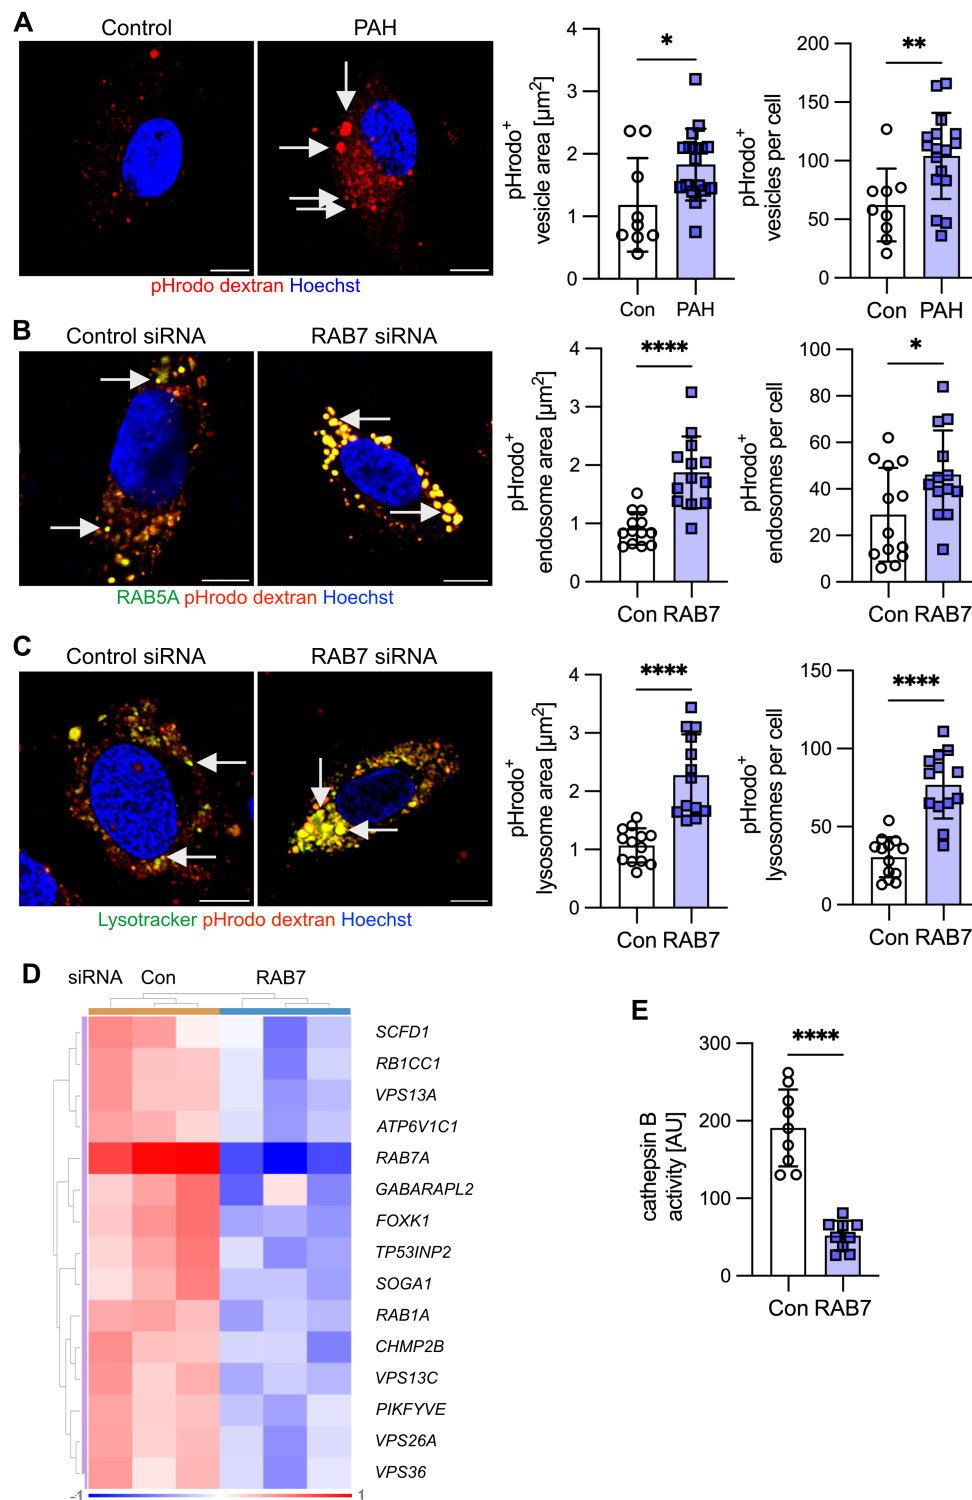 A
Control
PAH
pHrodo dextran Hoechst
pHrodo+
vesicle area [µm2]
4
3
2
1
0
*
Con PAH
pHrodo+
vesicles per cell
200
150
100
50
0
**
Con PAH
B
Control siRNA
RAB7 siRNA
RAB5A pHrodo dextran Hoechst
pHrodo+
endosome area [µm2]
4
3
2
1
0
****
Con RAB7
pHrodo+
endosomes per cell
100
80
60
40
20
0
*
Con RAB7
C
Control siRNA
RAB7 siRNA
Lysotracker pHrodo dextran Hoechst
pHrodo+
lysosome area [µm2]
4
3
2
1
0
****
Con RAB7
pHrodo+
lysosomes per cell
150
100
50
0
****
Con RAB7
D
siRNA Con RAB7
SCFD1
RB1CC1
VPS13A
ATP6V1C1
RAB7A
GABARAPL2
FOXK1
TP53INP2
SOGA1
RAB1A
CHMP2B
VPS13C
PIKFYVE
VPS26A
VPS36
-1 1
E
cathepsin B
activity [AU]
300
200
100
0
****
Con RAB7